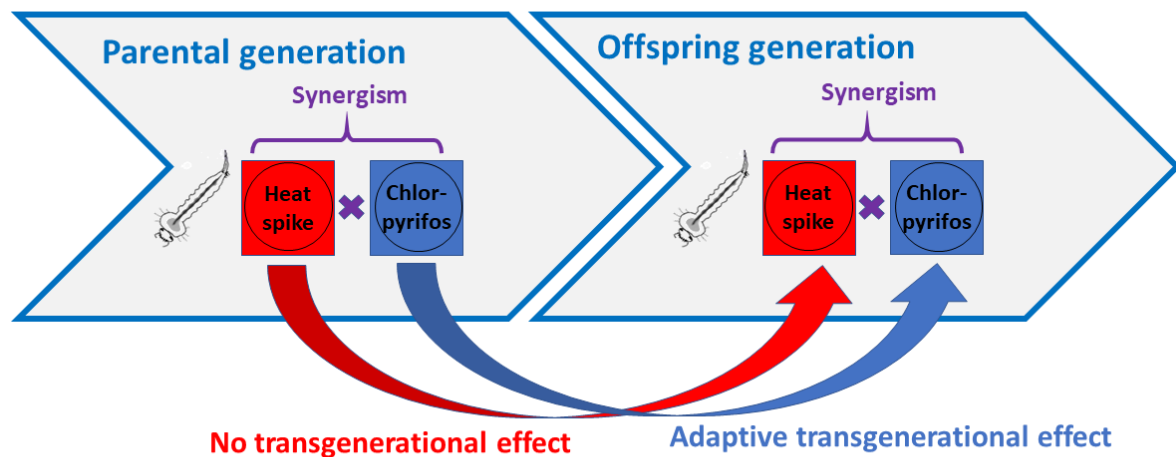 Parental generation
Synergism
Heat
spike
Chlor-
pyrifos
Offspring generation
Synergism
Heat
spike
Chlor-
pyrifos
No transgenerational effect
Adaptive transgenerational effect